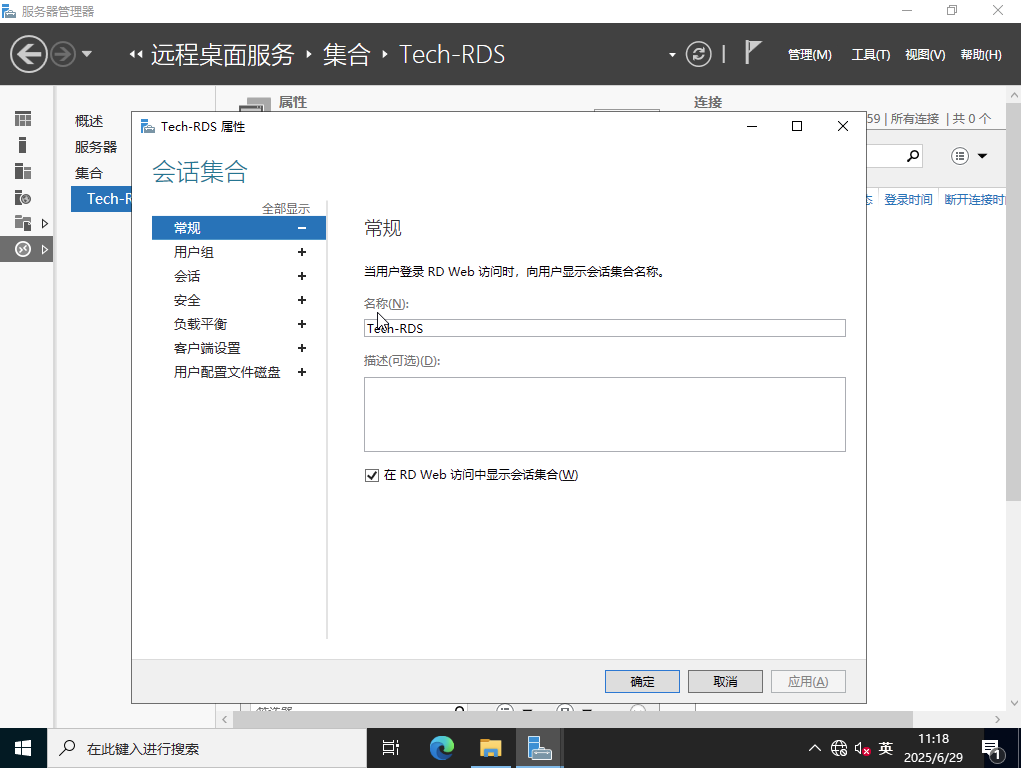 服务器管理器
远程桌面服务 集合 Tech-RDS
管理(M) 工具(T) 视图(V) 帮助(H)
概述
服务器
集合
Tech-R
属性
连接
59 | 所有连接 | 共 0 个
登录时间 断开连接时
Tech-RDS 属性
会话集合
全部显示
常规 −
用户组 +
会话 +
安全 +
负载平衡 +
客户端设置 +
用户配置文件磁盘 +
常规
当用户登录 RD Web 访问时，向用户显示会话集合名称。
名称(N):
Tech-RDS
描述(可选)(D):
在 RD Web 访问中显示会话集合(W)
确定 取消 应用(A)
在此键入进行搜索
英
11:18
2025/6/29
1